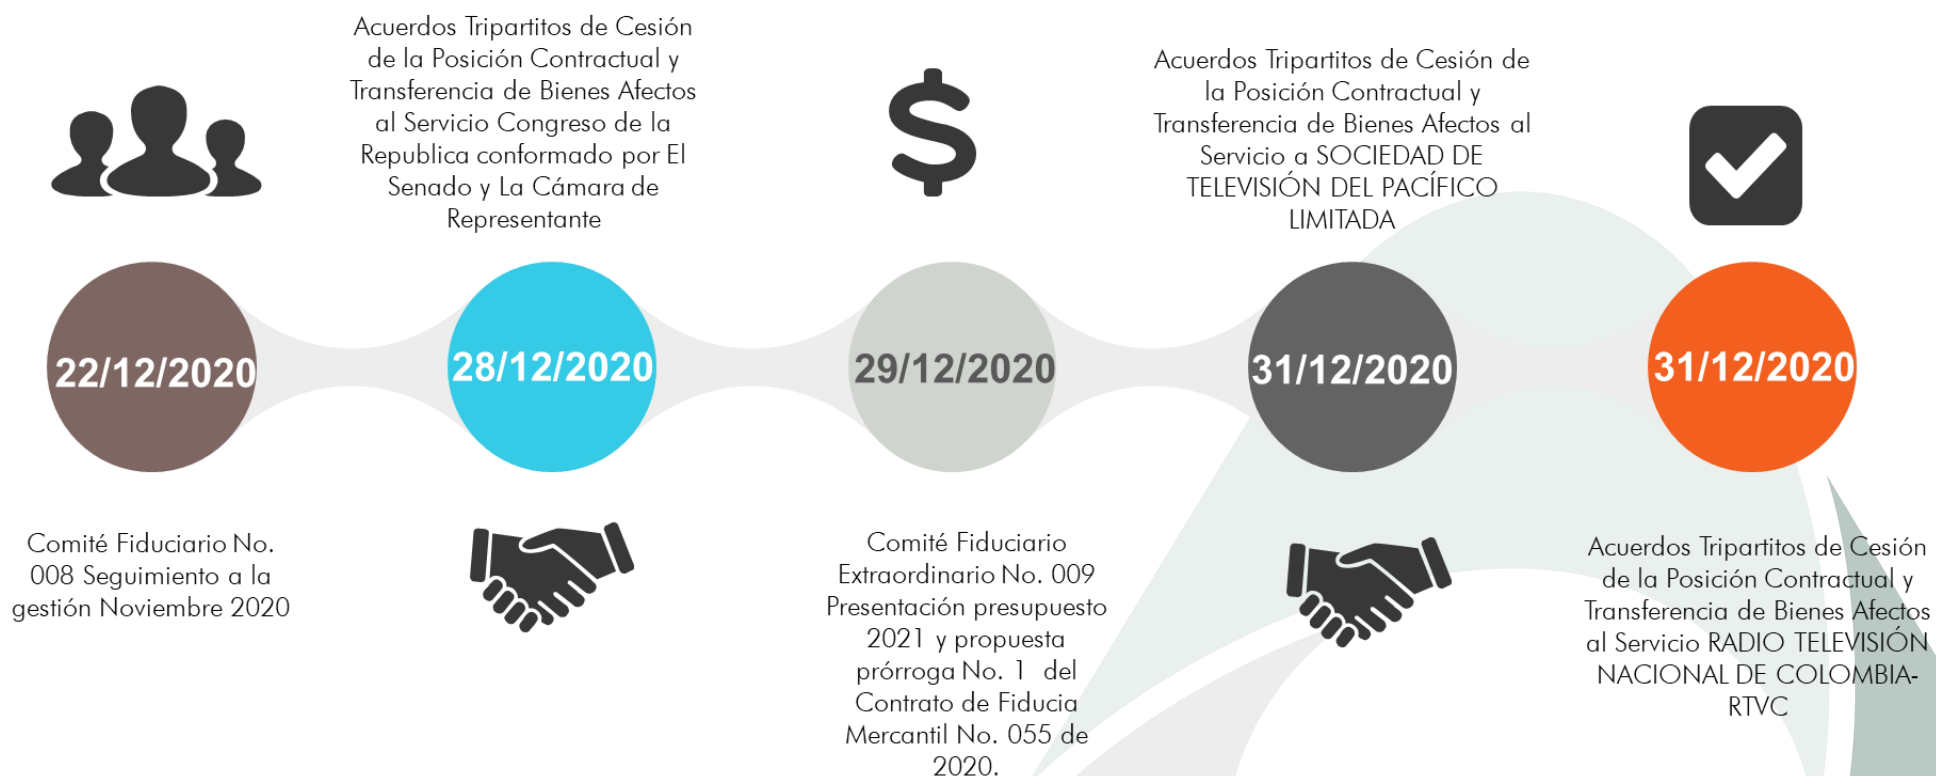 Acuerdos Tripartitos de Cesión
de la Posición Contractual y
Transferencia de Bienes Afectos
al Servicio Congreso de la
Republica conformado por El
Senado y La Cámara de
Representante
Acuerdos Tripartitos de Cesión de
la Posición Contractual y
Transferencia de Bienes Afectos al
Servicio a SOCIEDAD DE
TELEVISIÓN DEL PACÍFICO
LIMITADA
22/12/2020
28/12/2020
29/12/2020
31/12/2020
31/12/2020
Comité Fiduciario No.
008 Seguimiento a la
gestión Noviembre 2020
Comité Fiduciario
Extraordinario No. 009
Presentación presupuesto
2021 y propuesta
prórroga No. 1 del
Contrato de Fiducia
Mercantil No. 055 de
2020.
Acuerdos Tripartitos de Cesión
de la Posición Contractual y
Transferencia de Bienes Afectos
al Servicio RADIO TELEVISIÓN
NACIONAL DE COLOMBIA-
RTVC